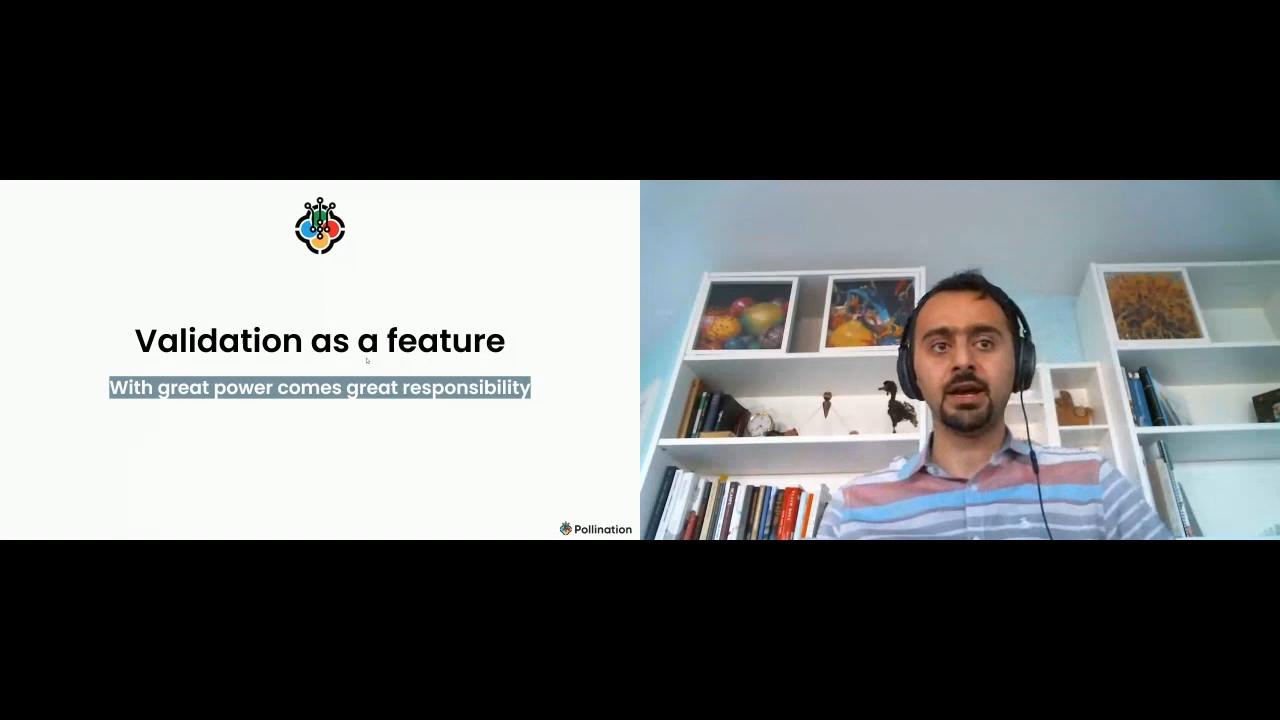 Validation as a feature
With great power comes great responsibility
Pollination